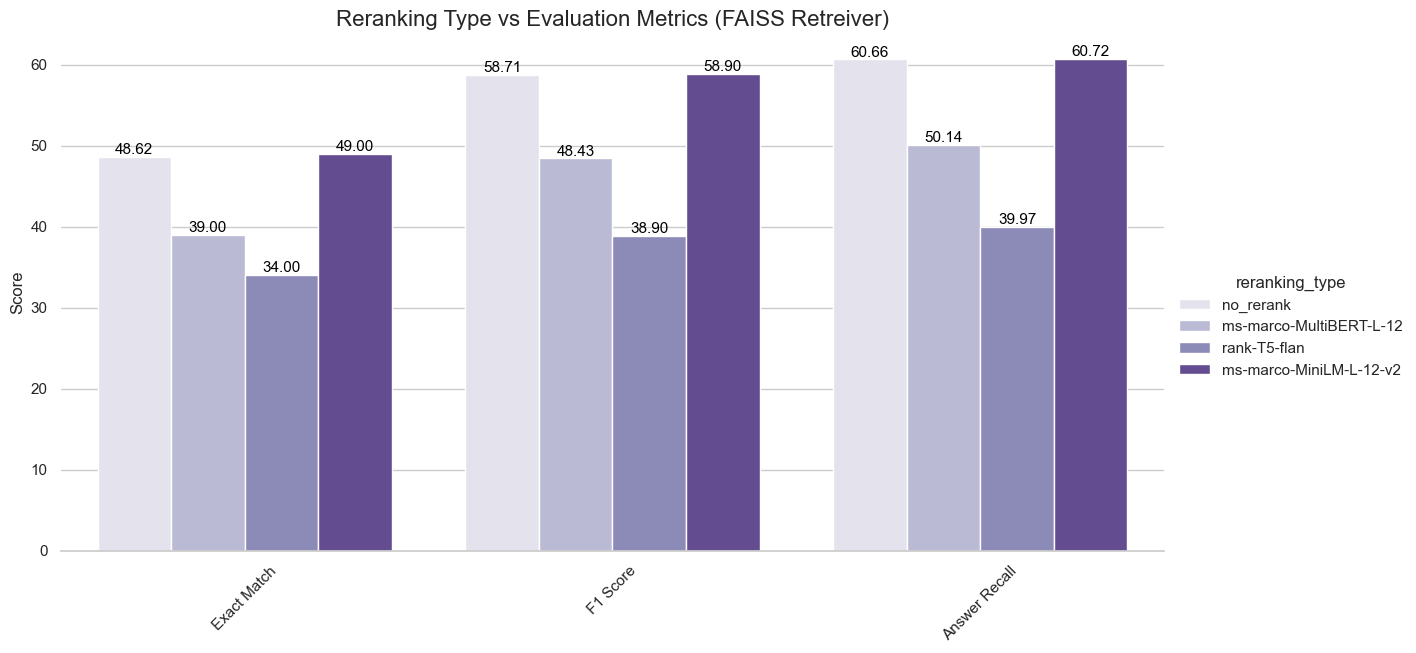 Reranking Type vs Evaluation Metrics (FAISS Retreiver)
Score
60
50
40
30
20
10
0
48.62
39.00
34.00
49.00
58.71
48.43
38.90
58.90
60.66
50.14
39.97
60.72
Exact Match
F1 Score
Answer Recall
reranking_type
no_rerank
ms-marco-MultiBERT-L-12
rank-T5-flan
ms-marco-MiniLM-L-12-v2